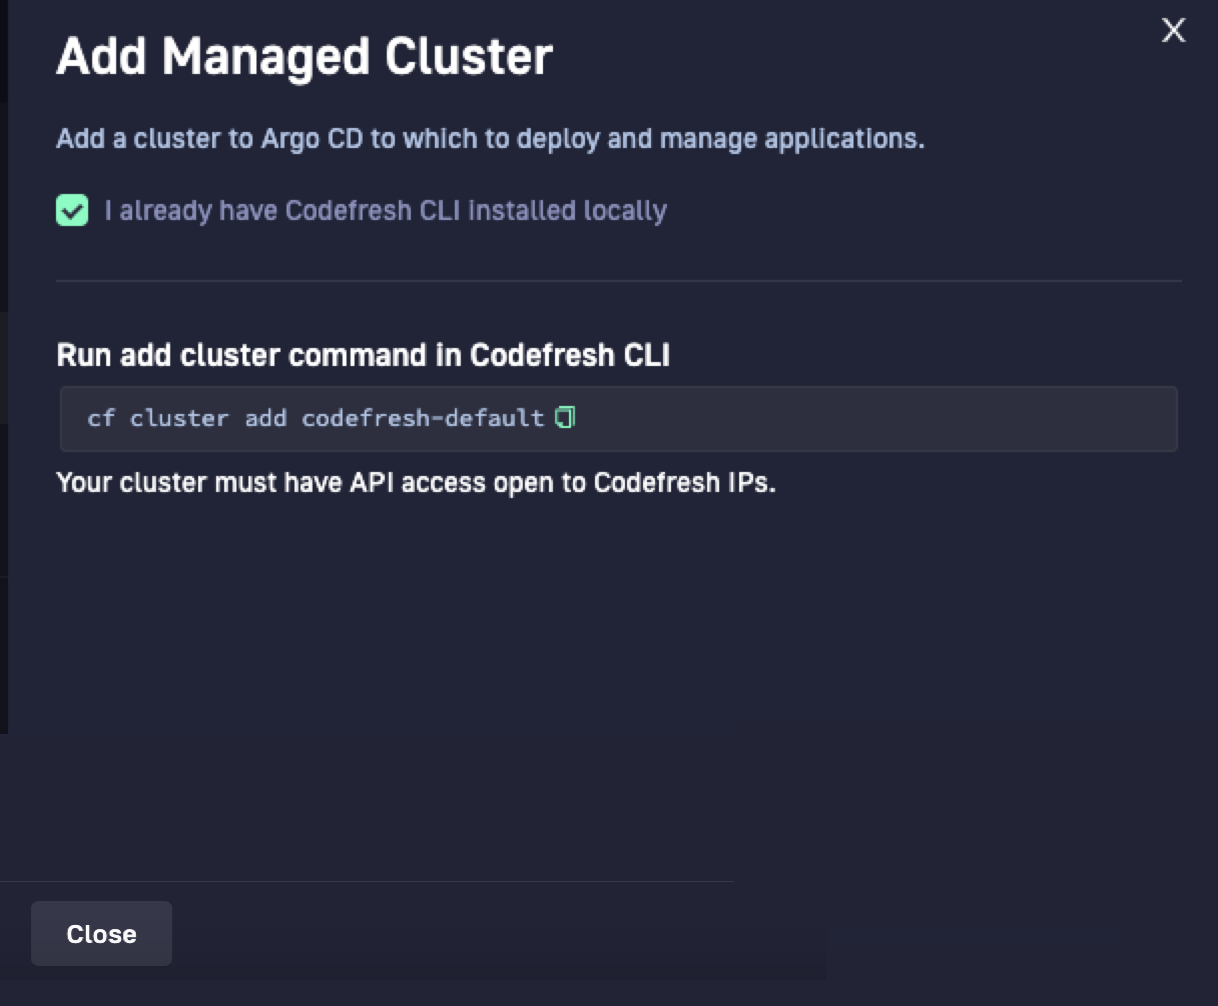 Add Managed Cluster
Add a cluster to Argo CD to which to deploy and manage applications.
I already have Codefresh CLI installed locally
Run add cluster command in Codefresh CLI
cf cluster add codefresh-default
Your cluster must have API access open to Codefresh IPs.
Close